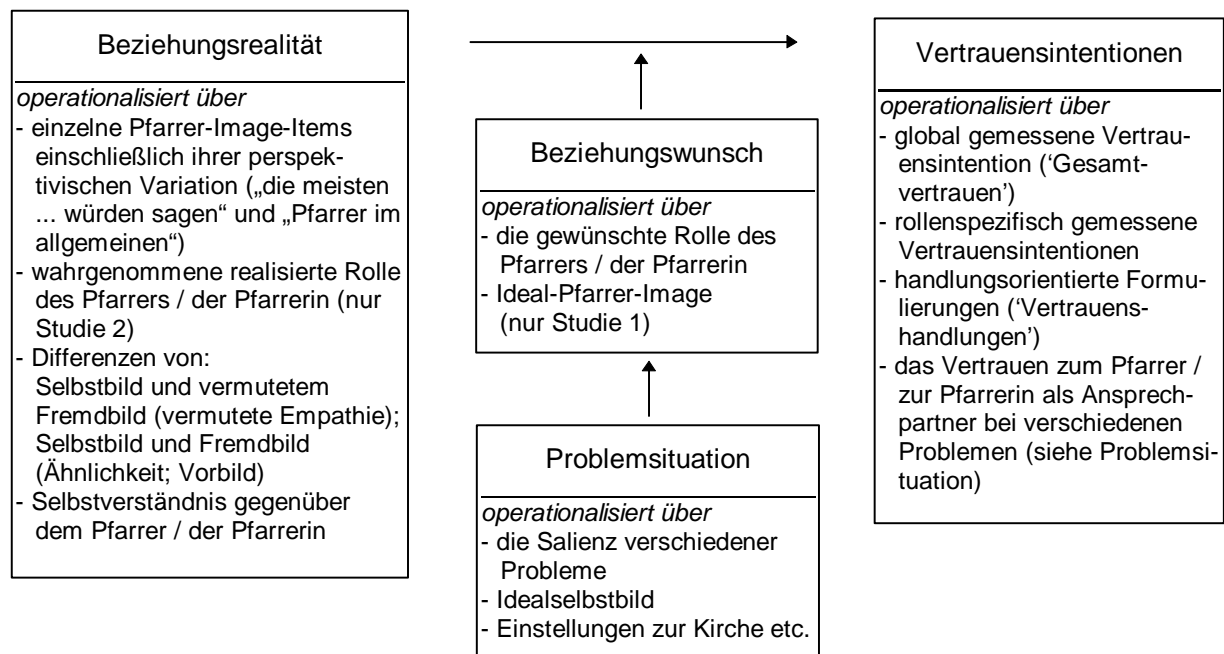 Beziehungsrealität
operationalisiert über
- einzelne Pfarrer-Image-Items
einschließlich ihrer perspek-
tivischen Variation („die meisten
... würden sagen“ und „Pfarrer im
allgemeinen“)
- wahrgenommene realisierte Rolle
des Pfarrers / der Pfarrerin (nur
Studie 2)
- Differenzen von:
Selbstbild und vermutetem
Fremdbild (vermutete Empathie);
Selbstbild und Fremdbild
(Ähnlichkeit; Vorbild)
- Selbstverständnis gegenüber
dem Pfarrer / der Pfarrerin
Beziehungswunsch
operationalisiert über
- die gewünschte Rolle des
Pfarrers / der Pfarrerin
- Ideal-Pfarrer-Image
(nur Studie 1)
Problemsituation
operationalisiert über
- die Salienz verschiedener
Probleme
- Idealselbstbild
- Einstellungen zur Kirche etc.
Vertrauensintentionen
operationalisiert über
- global gemessene Vertrau-
ensintention (‘Gesamt-
vertrauen’)
- rollenspezifisch gemessene
Vertrauensintentionen
- handlungsorientierte Formu-
lierungen (‘Vertrauens-
handlungen’)
- das Vertrauen zum Pfarrer /
zur Pfarrerin als Ansprech-
partner bei verschiedenen
Problemen (siehe Problemsi-
tuation)